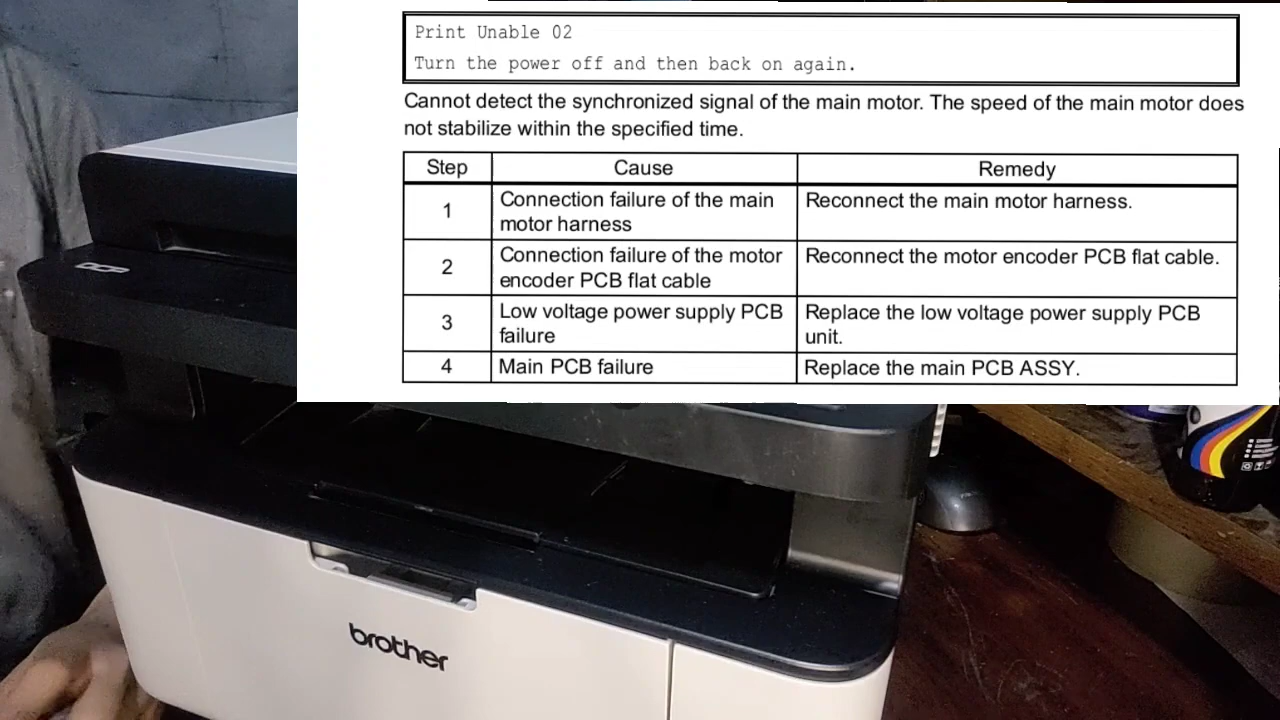 Print Unable 02
Turn the power off and then back on again.
Cannot detect the synchronized signal of the main motor. The speed of the main motor does
not stabilize within the specified time.
Step Cause Remedy
1 Connection failure of the main motor harness Reconnect the main motor harness.
2 Connection failure of the motor encoder PCB flat cable Reconnect the motor encoder PCB flat cable.
3 Low voltage power supply PCB failure Replace the low voltage power supply PCB unit.
4 Main PCB failure Replace the main PCB ASSY.
DCP
brother